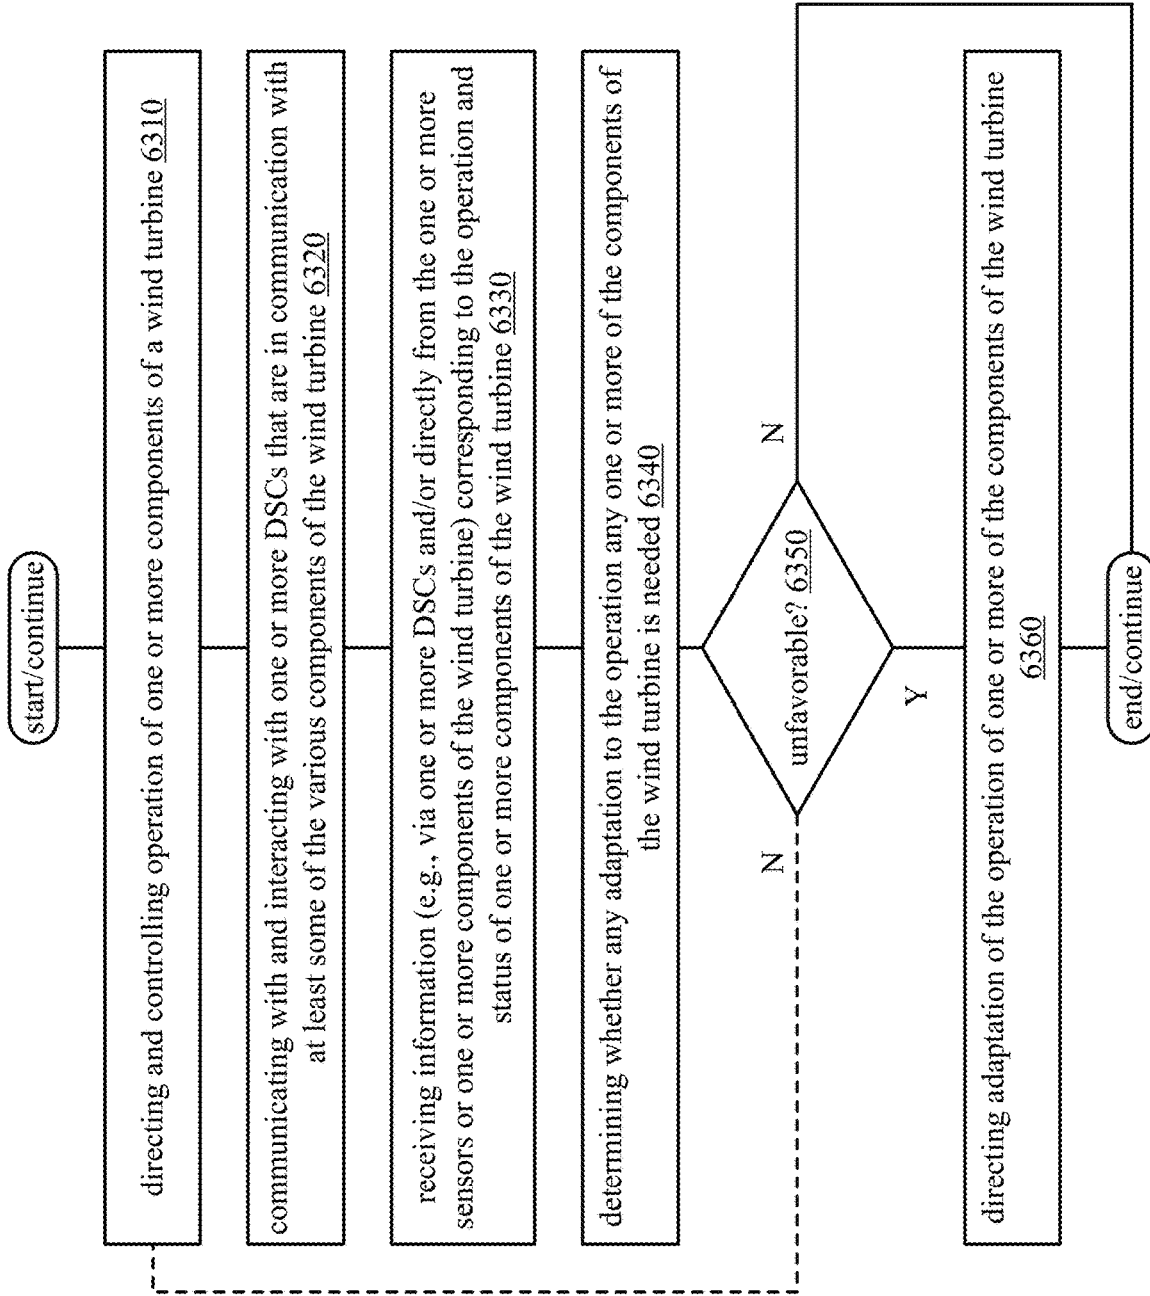 start/continue
directing and controlling operation of one or more components of a wind turbine 6310
communicating with and interacting with one or more DSCs that are in communication with
at least some of the various components of the wind turbine 6320
receiving information (e.g., via one or more DSCs and/or directly from the one or more
sensors or one or more components of the wind turbine) corresponding to the operation and
status of one or more components of the wind turbine 6330
determining whether any adaptation to the operation any one or more of the components of
the wind turbine is needed 6340
unfavorable? 6350
N
N
Y
directing adaptation of the operation of one or more of the components of the wind turbine
6360
end/continue